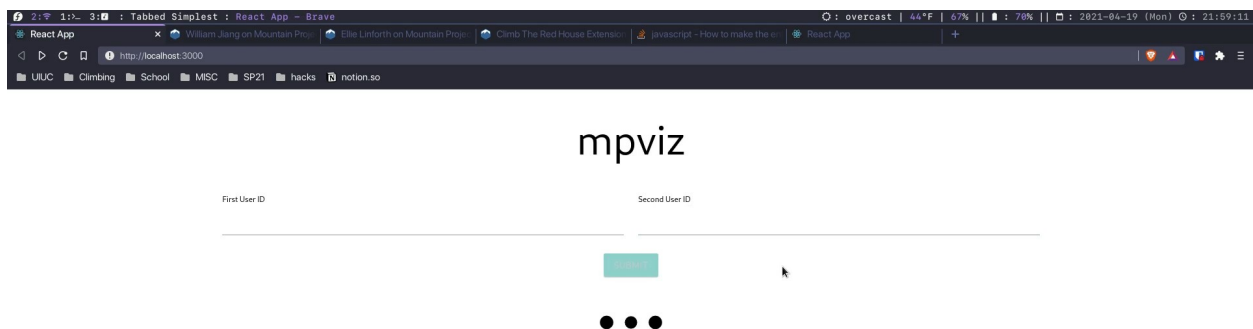 2: 1: 3: : Tabbed Simplest : React App - Brave : overcast | 44°F | 67% || : 70% || : 2021-04-19 (Mon) : 21:59:11
React App × William Jiang on Mountain Proje Ellie Linforth on Mountain Projec Climb The Red House Extension javascript - How to make the en React App +
http://localhost:3000
UIUC Climbing School MISC SP21 hacks notion.so
mpviz
First User ID Second User ID
SUBMIT